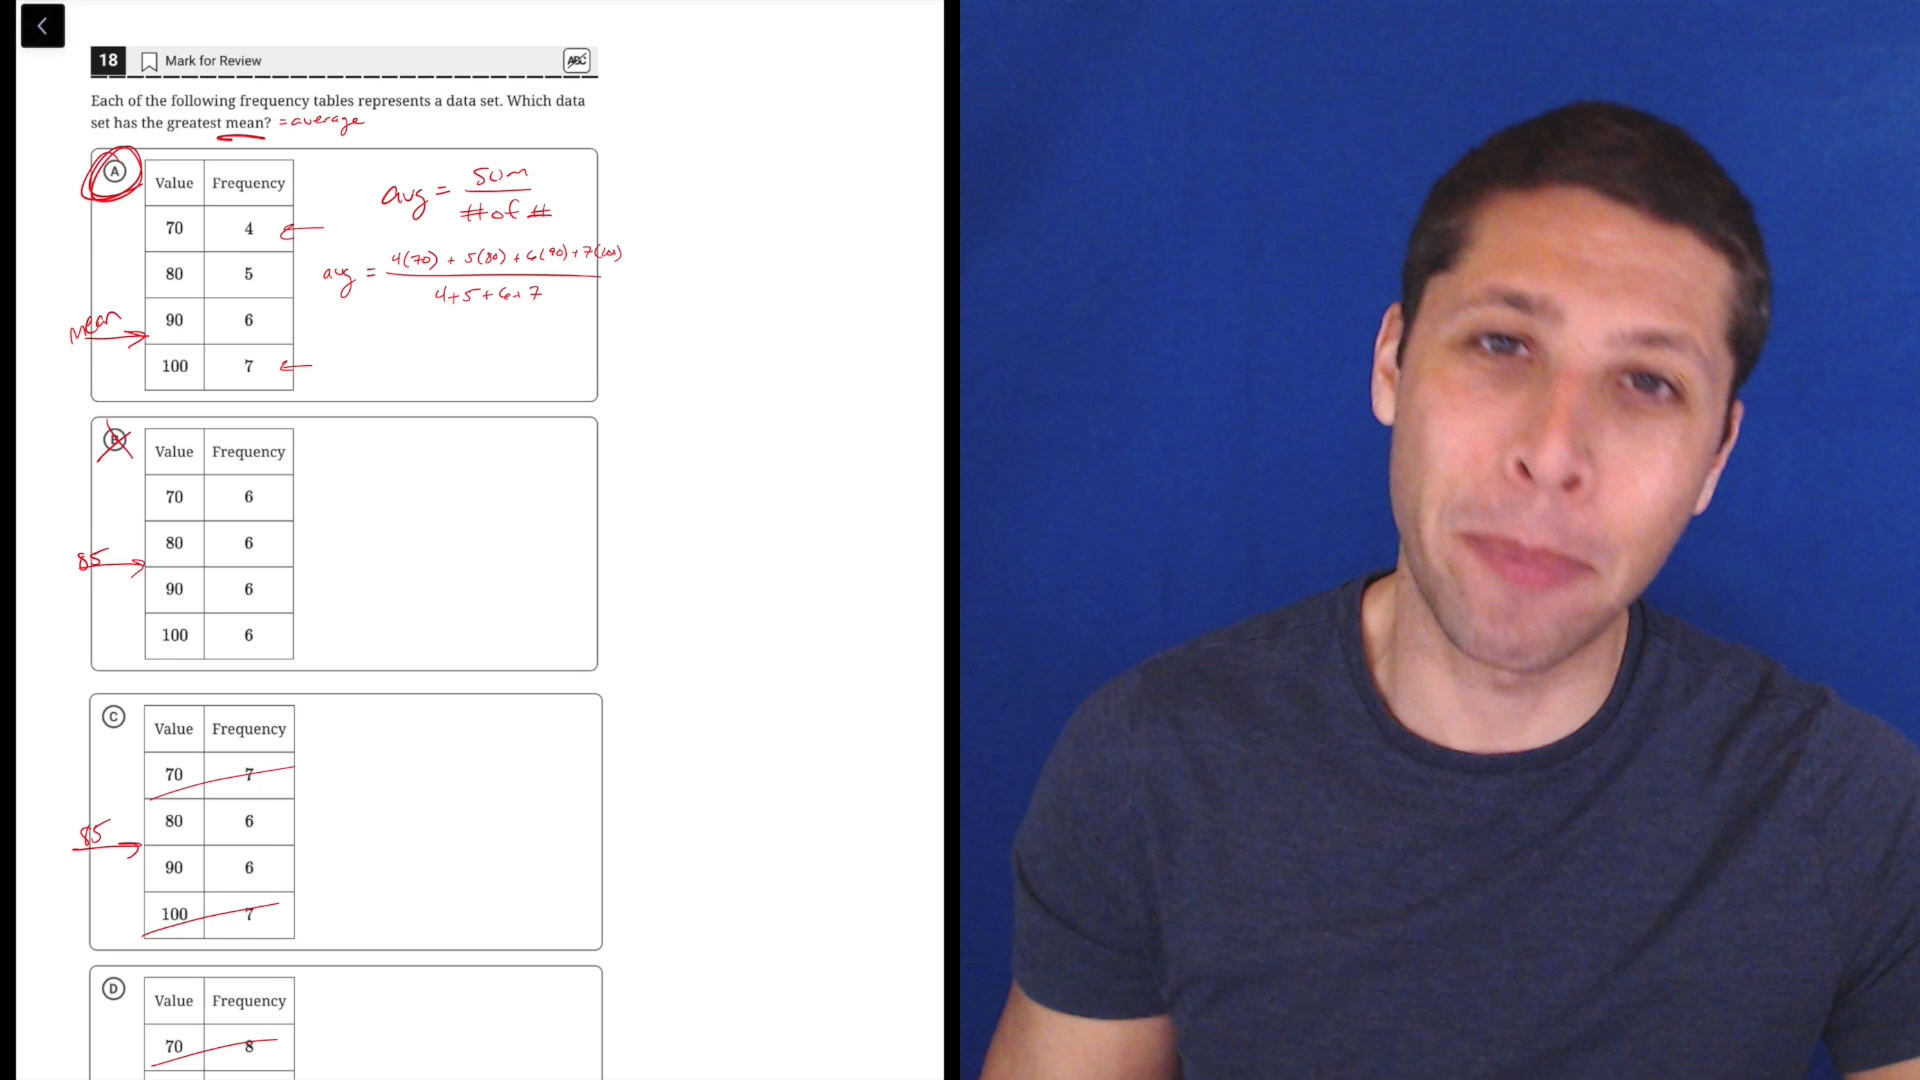 18 Mark for Review ABC
Each of the following frequency tables represents a data set. Which data
set has the greatest mean? = average
A
Value Frequency
70 4
80 5
90 6
100 7
mean
avg = sum / # of #
avg = 4(70) + 5(80) + 6(90) + 7(100) / 4+5+6+7
B
Value Frequency
70 6
80 6
90 6
100 6
85
C
Value Frequency
70 7
80 6
90 6
100 7
85
D
Value Frequency
70 8